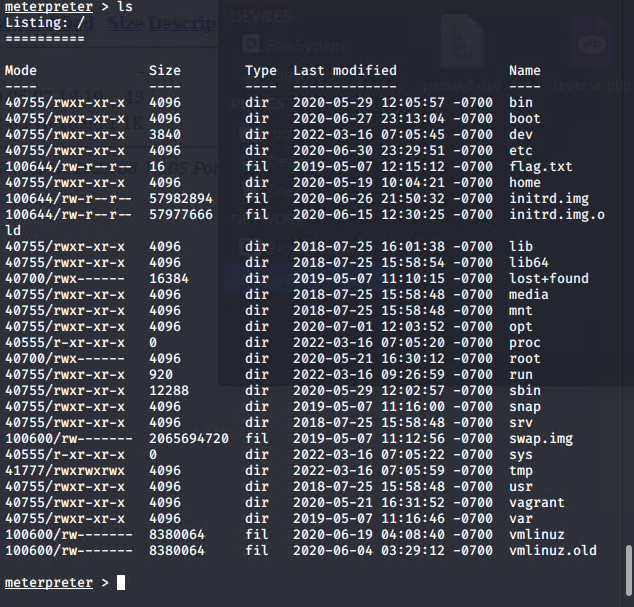 meterpreter > ls
Listing: /
==========
Mode Size Type Last modified Name
---- ---- ---- ------------- ----
40755/rwxr-xr-x 4096 dir 2020-05-29 12:05:57 -0700 bin
40755/rwxr-xr-x 4096 dir 2020-06-27 23:13:04 -0700 boot
40755/rwxr-xr-x 3840 dir 2022-03-16 07:05:45 -0700 dev
40755/rwxr-xr-x 4096 dir 2020-06-30 23:29:51 -0700 etc
100644/rw-r--r-- 16 fil 2019-05-07 12:15:12 -0700 flag.txt
40755/rwxr-xr-x 4096 dir 2020-05-19 10:04:21 -0700 home
100644/rw-r--r-- 57982894 fil 2020-06-26 21:50:32 -0700 initrd.img
100644/rw-r--r-- 57977666 fil 2020-06-15 12:30:25 -0700 initrd.img.o
ld
40755/rwxr-xr-x 4096 dir 2018-07-25 16:01:38 -0700 lib
40755/rwxr-xr-x 4096 dir 2018-07-25 15:58:54 -0700 lib64
40700/rwx------ 16384 dir 2019-05-07 11:10:15 -0700 lost+found
40755/rwxr-xr-x 4096 dir 2018-07-25 15:58:48 -0700 media
40755/rwxr-xr-x 4096 dir 2018-07-25 15:58:48 -0700 mnt
40755/rwxr-xr-x 4096 dir 2020-07-01 12:03:52 -0700 opt
40555/r-xr-xr-x 0 dir 2022-03-16 07:05:20 -0700 proc
40700/rwx------ 4096 dir 2020-05-21 16:30:12 -0700 root
40755/rwxr-xr-x 920 dir 2022-03-16 09:26:59 -0700 run
40755/rwxr-xr-x 12288 dir 2020-05-29 12:02:57 -0700 sbin
40755/rwxr-xr-x 4096 dir 2019-05-07 11:16:00 -0700 snap
40755/rwxr-xr-x 4096 dir 2018-07-25 15:58:48 -0700 srv
100600/rw------- 2065694720 fil 2019-05-07 11:12:56 -0700 swap.img
40555/r-xr-xr-x 0 dir 2022-03-16 07:05:22 -0700 sys
41777/rwxrwxrwx 4096 dir 2022-03-16 07:05:59 -0700 tmp
40755/rwxr-xr-x 4096 dir 2018-07-25 15:58:48 -0700 usr
40755/rwxr-xr-x 4096 dir 2020-05-21 16:31:52 -0700 vagrant
40755/rwxr-xr-x 4096 dir 2019-05-07 11:16:46 -0700 var
100600/rw------- 8380064 fil 2020-06-19 04:08:40 -0700 vmlinuz
100600/rw------- 8380064 fil 2020-06-04 03:29:12 -0700 vmlinuz.old
meterpreter >
DEVICES
File System
Size Descrip
reverse.php